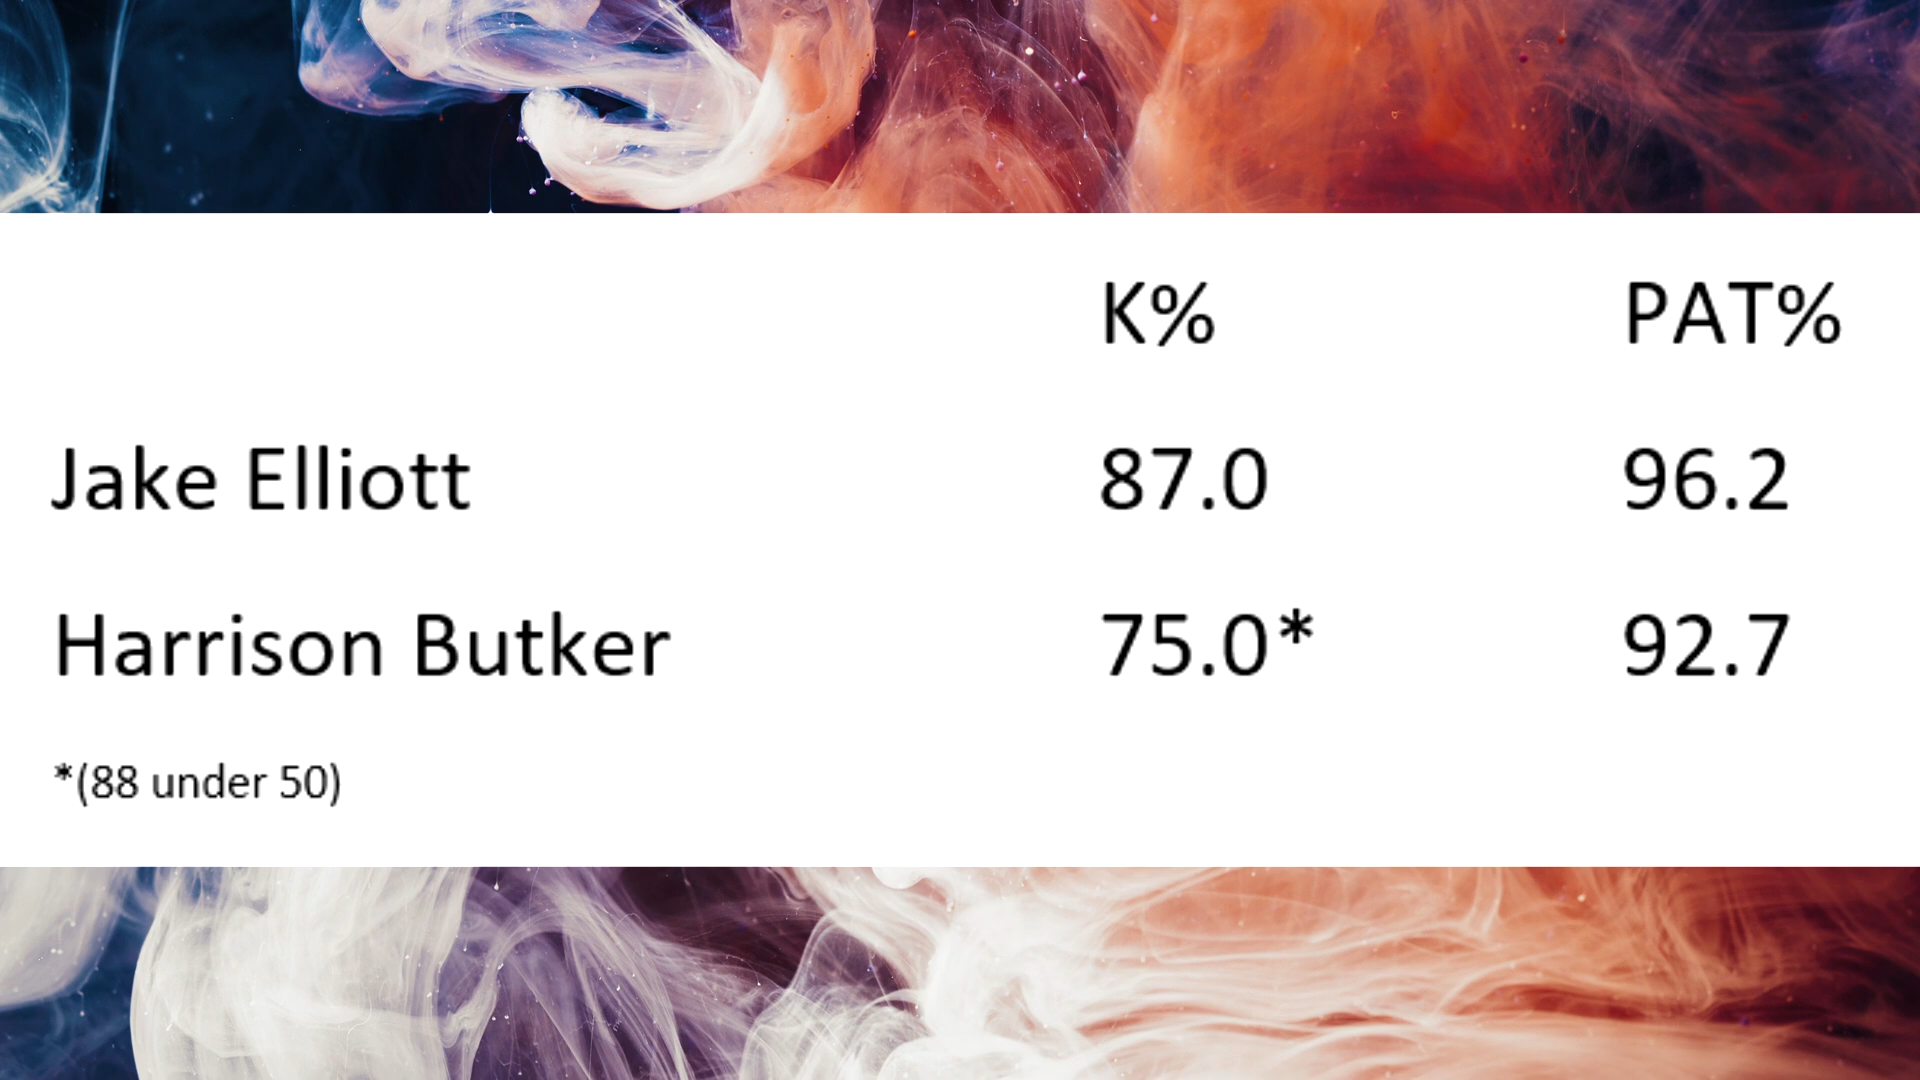 K% PAT%
Jake Elliott 87.0 96.2
Harrison Butker 75.0* 92.7
*(88 under 50)